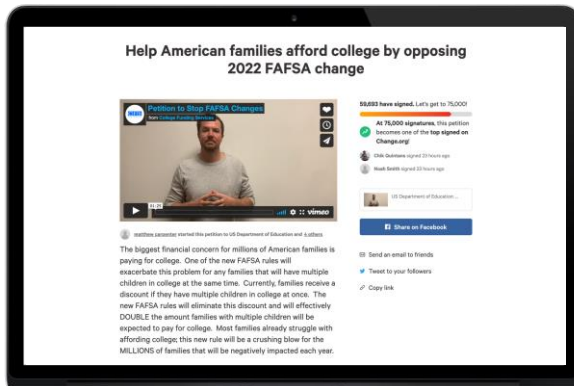 Help American families afford college by opposing
2022 FAFSA change
Petition to Stop FAFSA Changes
from College Funding Services
01:21
vimeo
matthew carpenter started this petition to US Department of Education and 4 others
The biggest financial concern for millions of American families is
paying for college. One of the new FAFSA rules will
exacerbate this problem for any families that will have multiple
children in college at the same time. Currently, families receive a
discount if they have multiple children in college at once. The
new FAFSA rules will eliminate this discount and will effectively
DOUBLE the amount families with multiple children will be
expected to pay for college. Most families already struggle with
affording college; this new rule will be a crushing blow for the
MILLIONS of families that will be negatively impacted each year.
59,693 have signed. Let's get to 75,000!
At 75,000 signatures, this petition
becomes one of the top signed on
Change.org!
signed 23 hours ago
Noah Smith signed 23 hours ago
US Department of Education ...
Share on Facebook
Send an email to friends
Tweet to your followers
Copy link